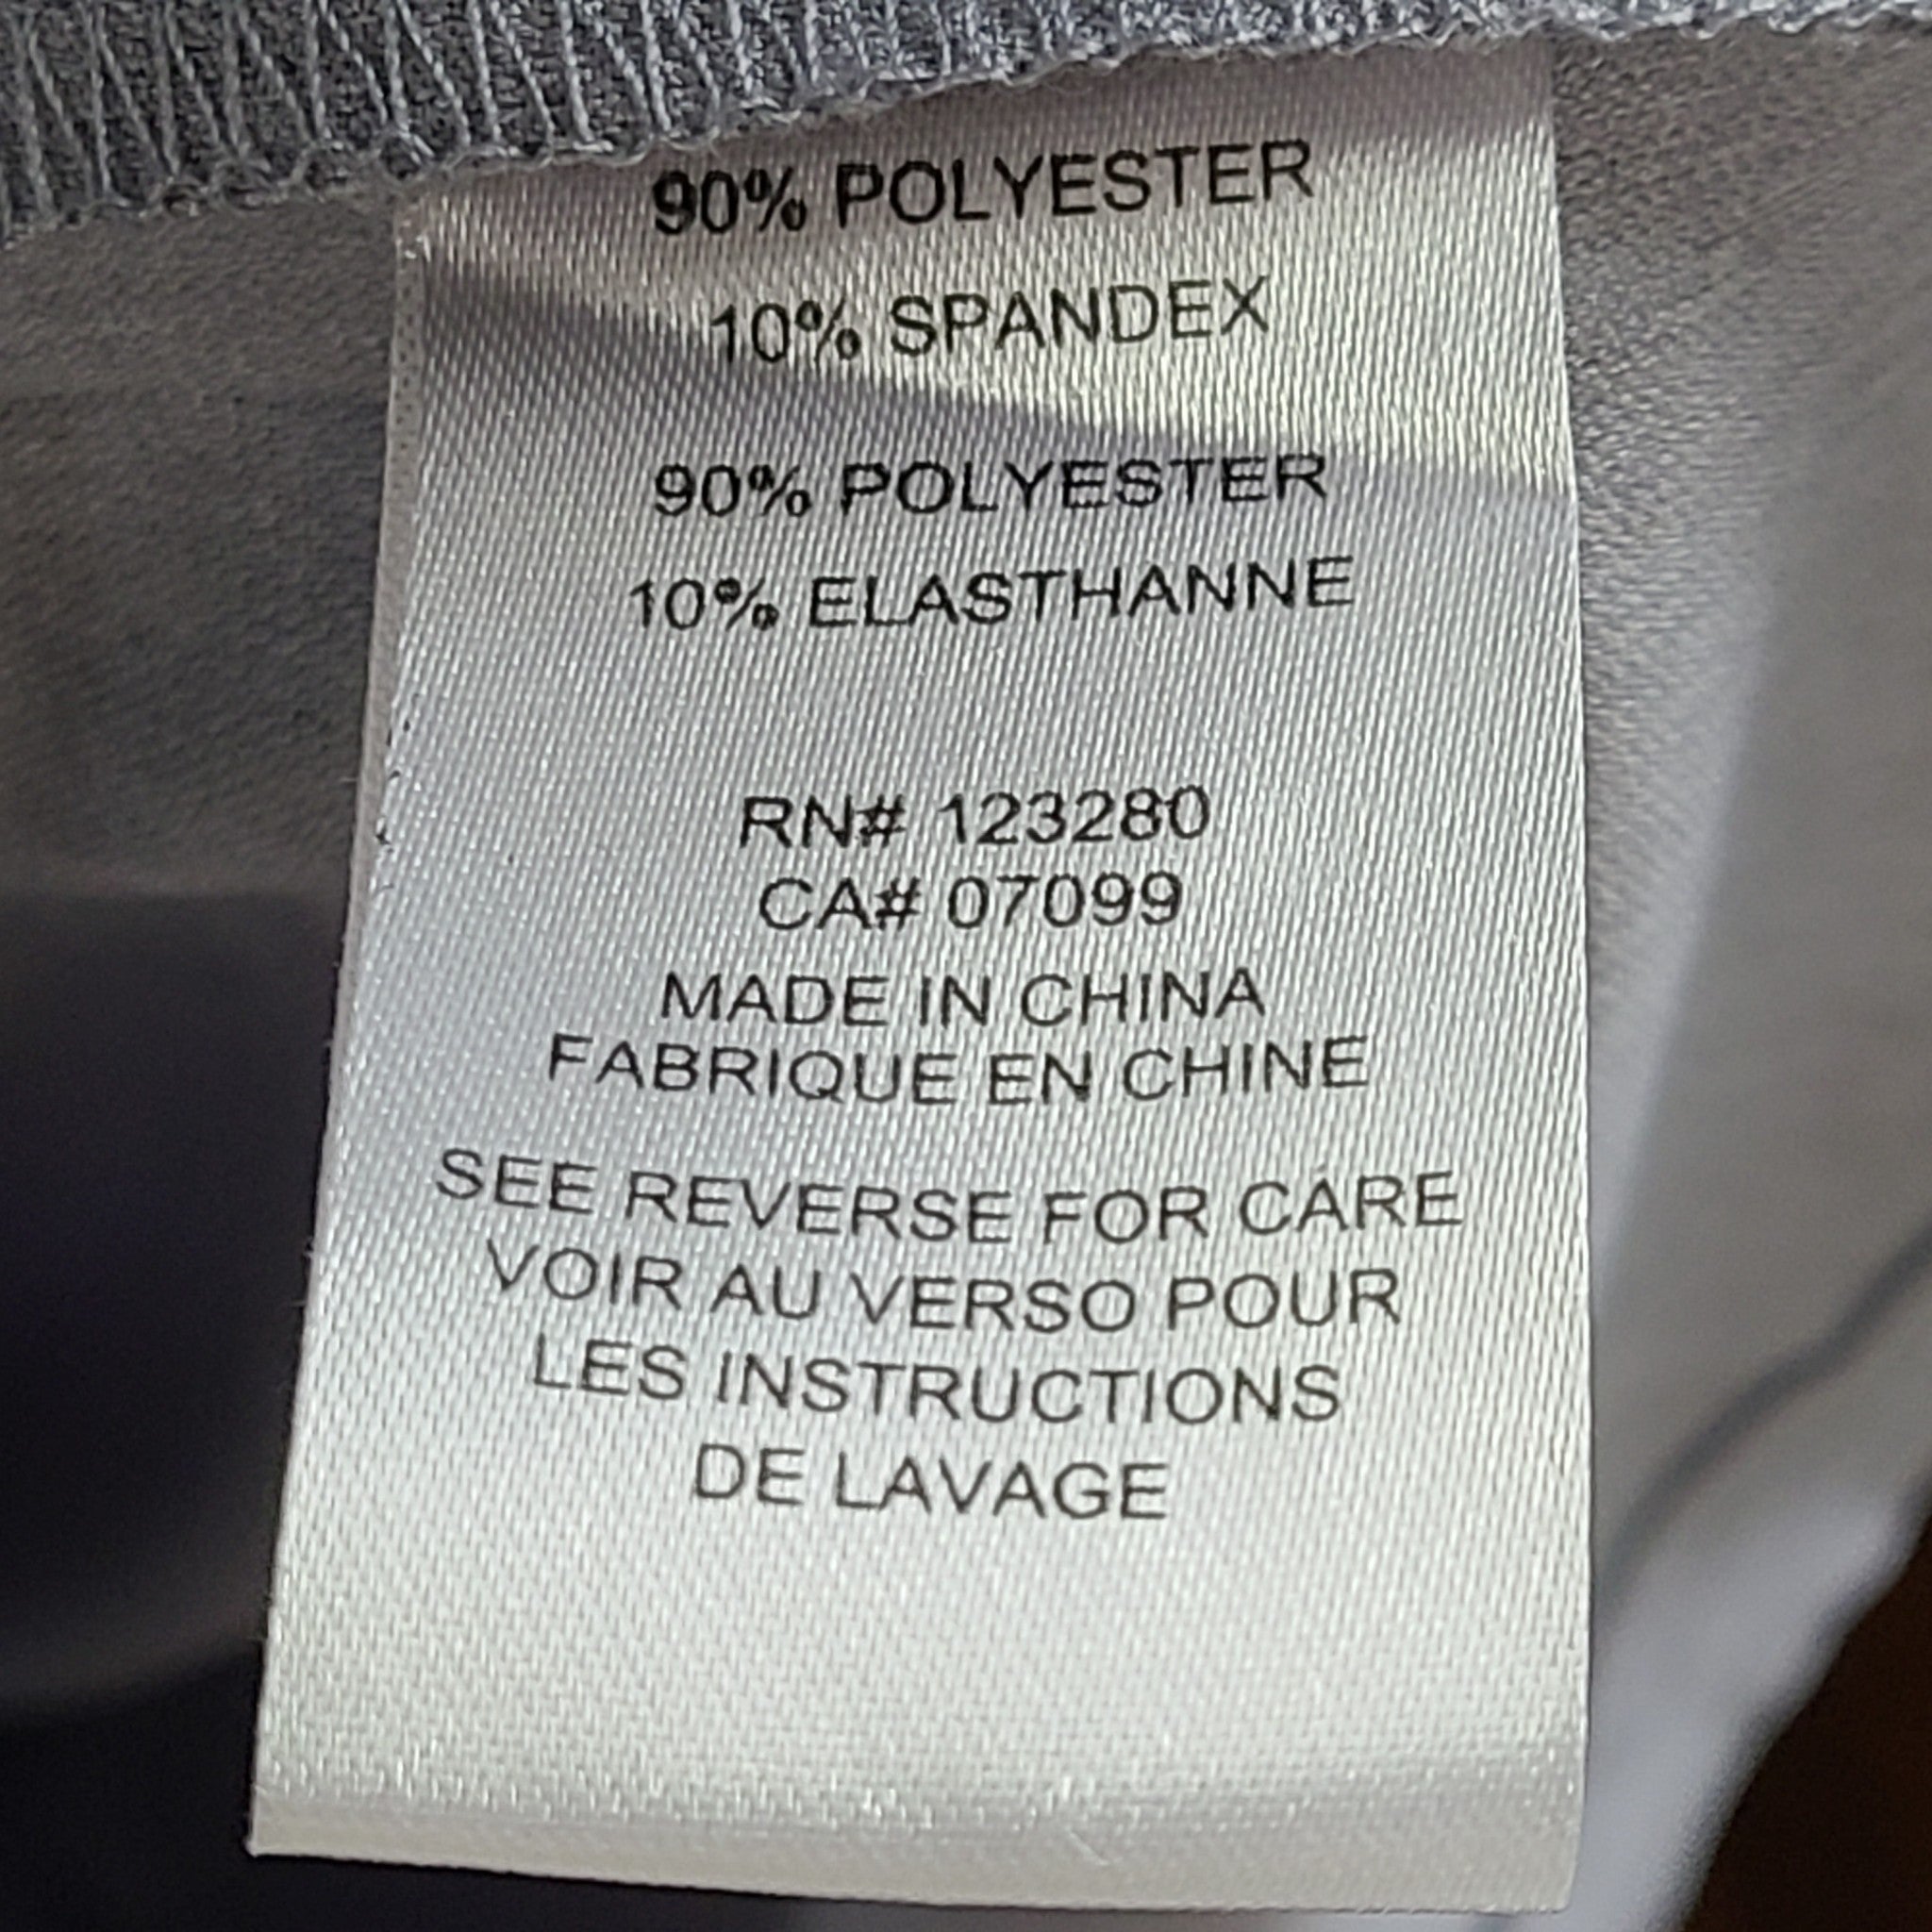 90% POLYESTER
10% SPANDEX
90% POLYESTER
10% ELASTHANNE
RN# 123280
CA# 07099
MADE IN CHINA
FABRIQUE EN CHINE
SEE REVERSE FOR CARE
VOIR AU VERSO POUR
LES INSTRUCTIONS
DE LAVAGE